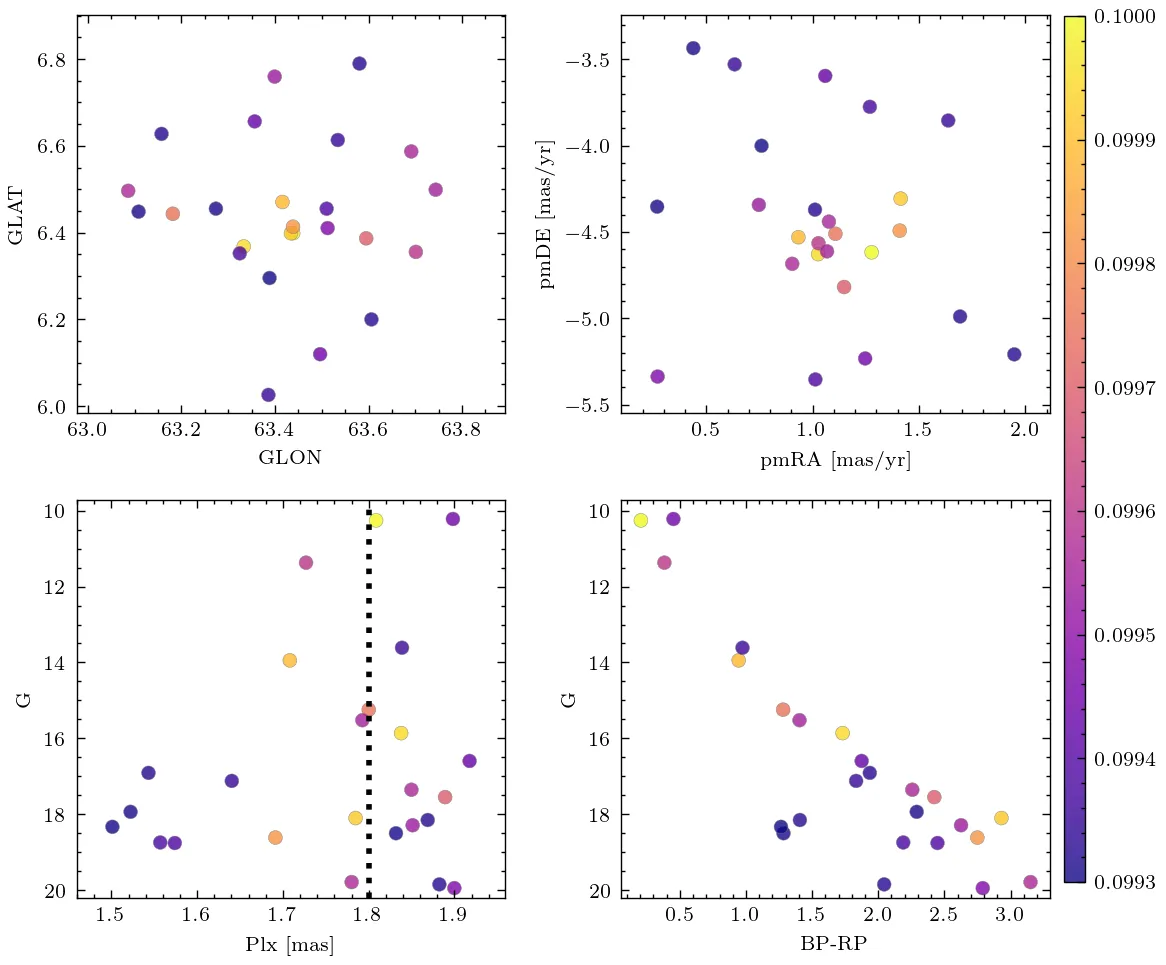 6.8
6.6
6.4
6.2
6.0
GLAT
63.0 63.2 63.4 63.6 63.8
GLON
−3.5
−4.0
−4.5
−5.0
−5.5
pmDE [mas/yr]
0.5 1.0 1.5 2.0
pmRA [mas/yr]
10
12
14
16
18
20
G
1.5 1.6 1.7 1.8 1.9
Plx [mas]
10
12
14
16
18
20
G
0.5 1.0 1.5 2.0 2.5 3.0
BP-RP
0.1000
0.0999
0.0998
0.0997
0.0996
0.0995
0.0994
0.0993